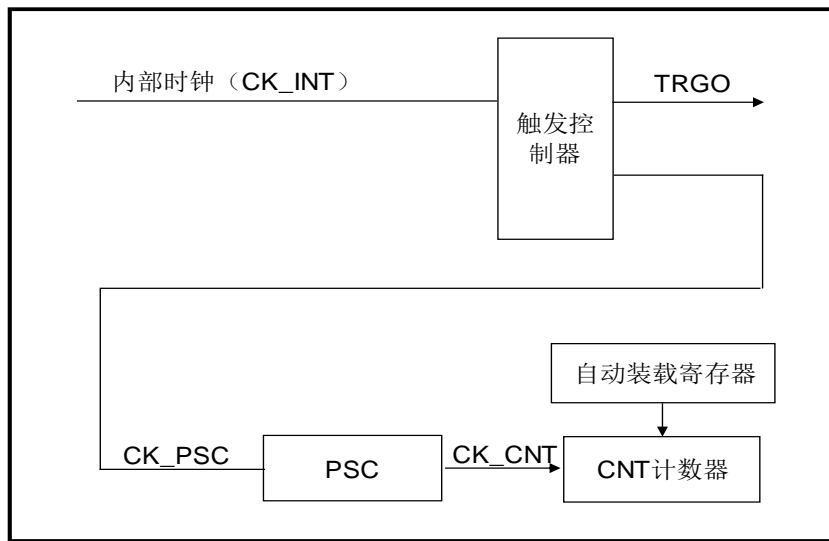 内部时钟（CK_INT）
TRGO
触发控
制器
自动装载寄存器
CK_PSC
PSC
CK_CNT
CNT计数器